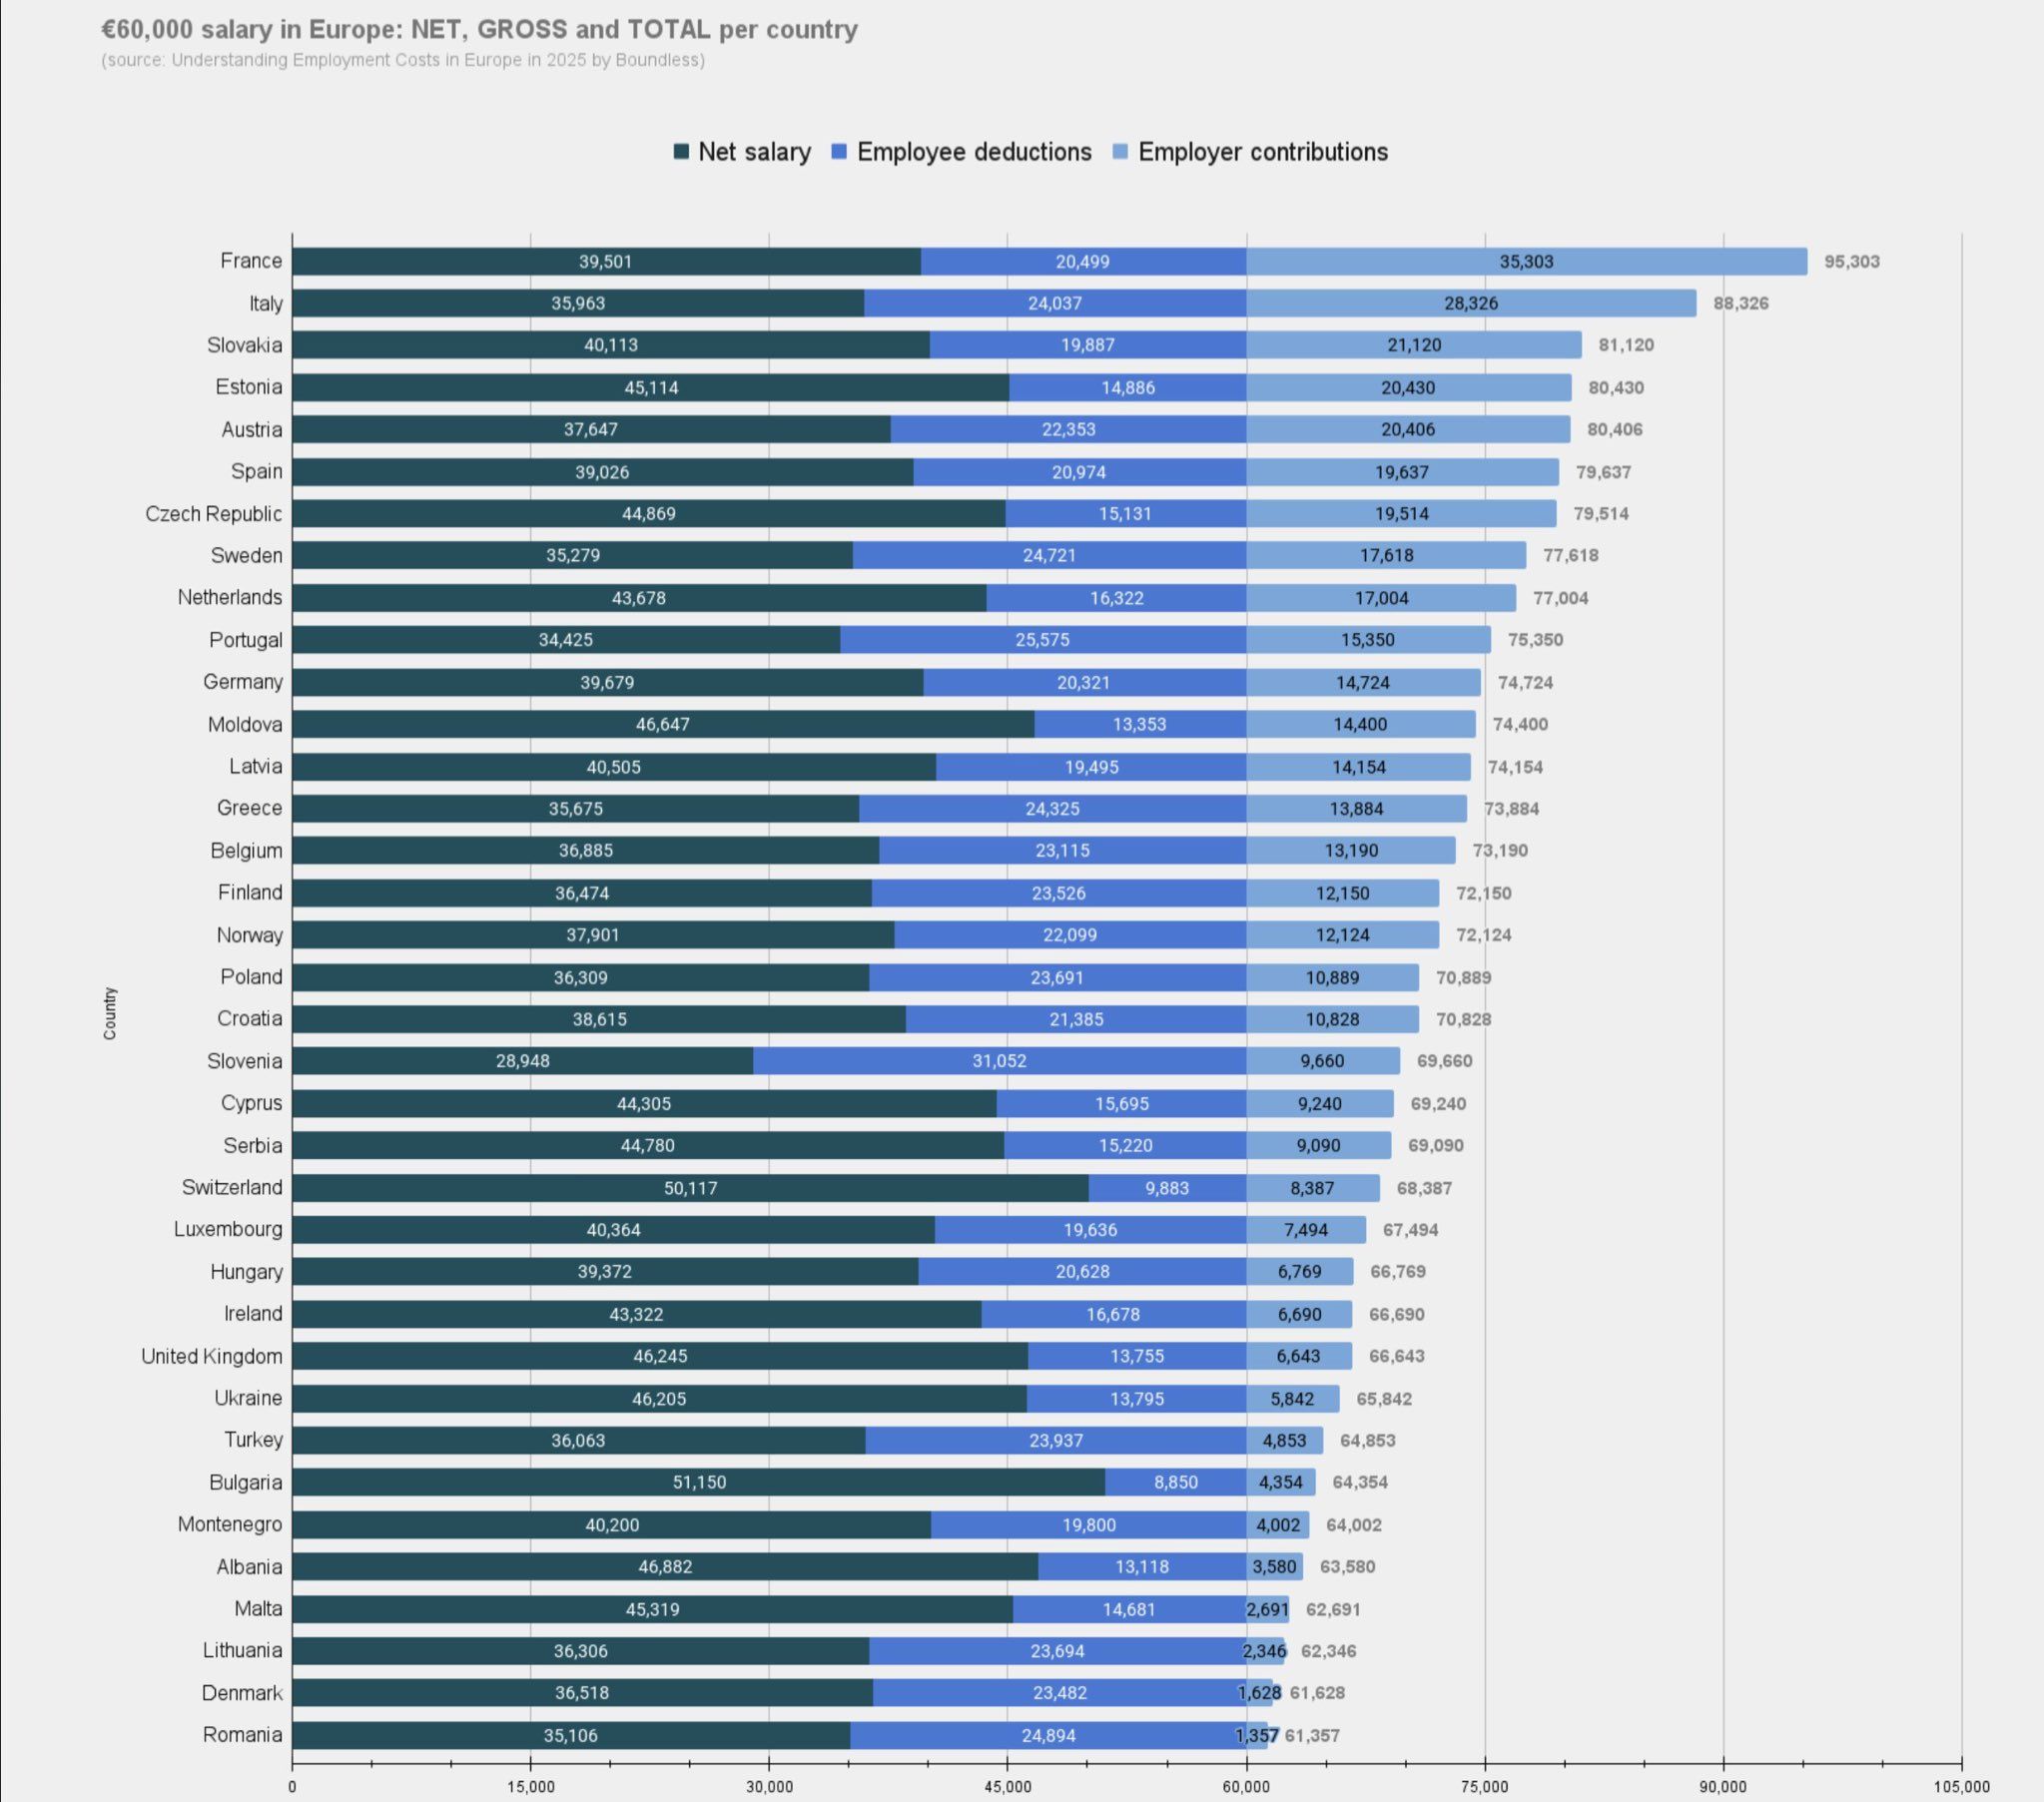 €60,000 salary in Europe: NET, GROSS and TOTAL per country
(source: Understanding Employment Costs in Europe in 2025 by Boundless)
Net salary Employee deductions Employer contributions
France 39,501 20,499 35,303 95,303
Italy 35,963 24,037 28,326 88,326
Slovakia 40,113 19,887 21,120 81,120
Estonia 45,114 14,886 20,430 80,430
Austria 37,647 22,353 20,406 80,406
Spain 39,026 20,974 19,637 79,637
Czech Republic 44,869 15,131 19,514 79,514
Sweden 35,279 24,721 17,618 77,618
Netherlands 43,678 16,322 17,004 77,004
Portugal 34,425 25,575 15,350 75,350
Germany 39,679 20,321 14,724 74,724
Moldova 46,647 13,353 14,400 74,400
Latvia 40,505 19,495 14,154 74,154
Greece 35,675 24,325 13,884 73,884
Belgium 36,885 23,115 13,190 73,190
Finland 36,474 23,526 12,150 72,150
Norway 37,901 22,099 12,124 72,124
Poland 36,309 23,691 10,889 70,889
Country
Croatia 38,615 21,385 10,828 70,828
Slovenia 28,948 31,052 9,660 69,660
Cyprus 44,305 15,695 9,240 69,240
Serbia 44,780 15,220 9,090 69,090
Switzerland 50,117 9,883 8,387 68,387
Luxembourg 40,364 19,636 7,494 67,494
Hungary 39,372 20,628 6,769 66,769
Ireland 43,322 16,678 6,690 66,690
United Kingdom 46,245 13,755 6,643 66,643
Ukraine 46,205 13,795 5,842 65,842
Turkey 36,063 23,937 4,853 64,853
Bulgaria 51,150 8,850 4,354 64,354
Montenegro 40,200 19,800 4,002 64,002
Albania 46,882 13,118 3,580 63,580
Malta 45,319 14,681 2,691 62,691
Lithuania 36,306 23,694 2,346 62,346
Denmark 36,518 23,482 1,628 61,628
Romania 35,106 24,894 1,357 61,357
0 15,000 30,000 45,000 60,000 75,000 90,000 105,000